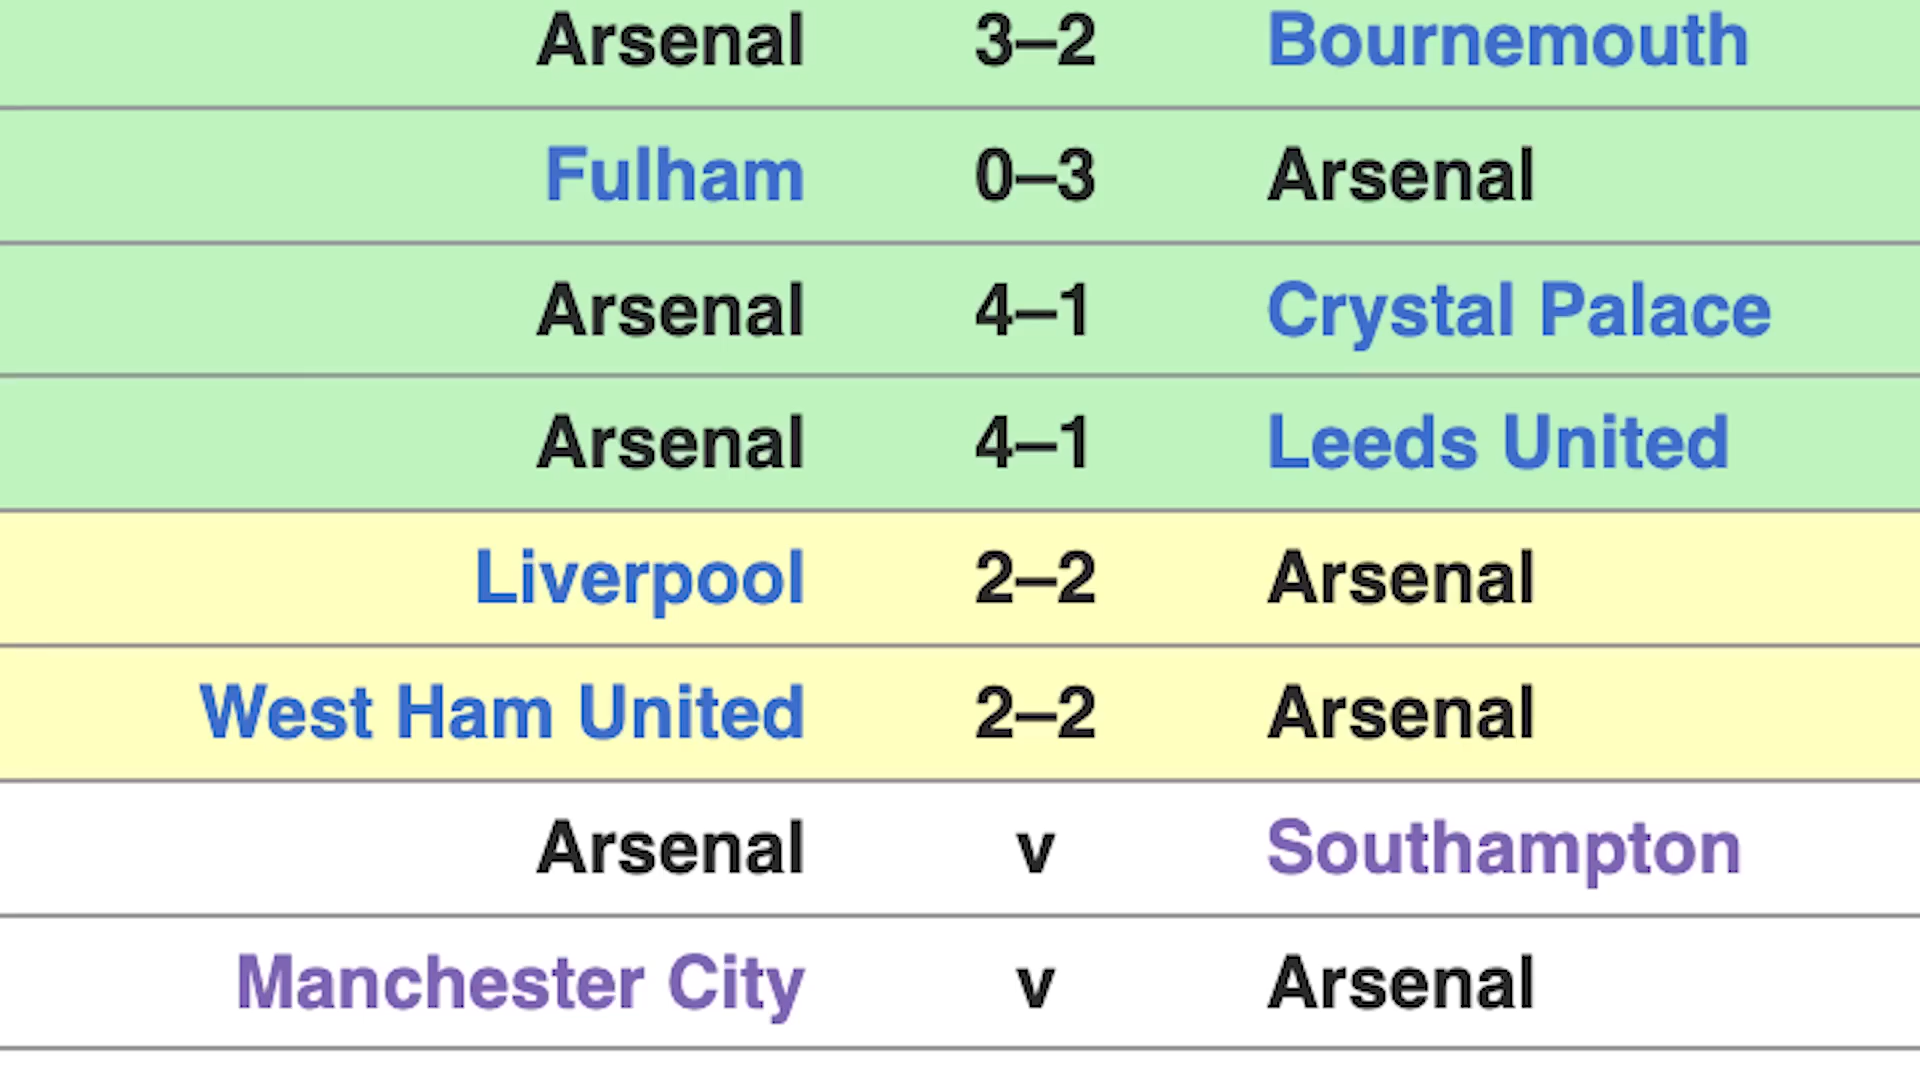 Arsenal 3–2 Bournemouth
Fulham 0–3 Arsenal
Arsenal 4–1 Crystal Palace
Arsenal 4–1 Leeds United
Liverpool 2–2 Arsenal
West Ham United 2–2 Arsenal
Arsenal v Southampton
Manchester City v Arsenal